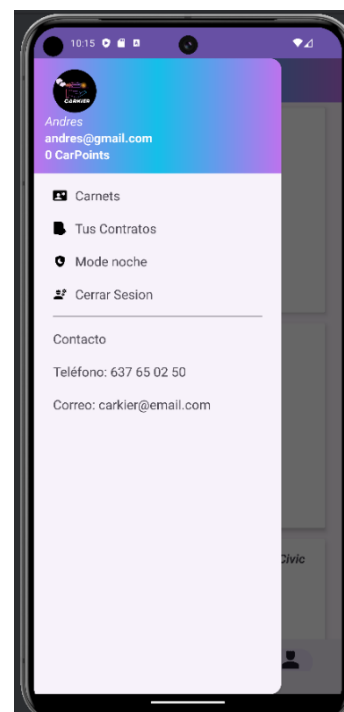 10:15
CARKIER
Andres
andres@gmail.com
0 CarPoints
Carnets
Tus Contratos
Mode noche
Cerrar Sesion
Contacto
Teléfono: 637 65 02 50
Correo: carkier@email.com
Civic